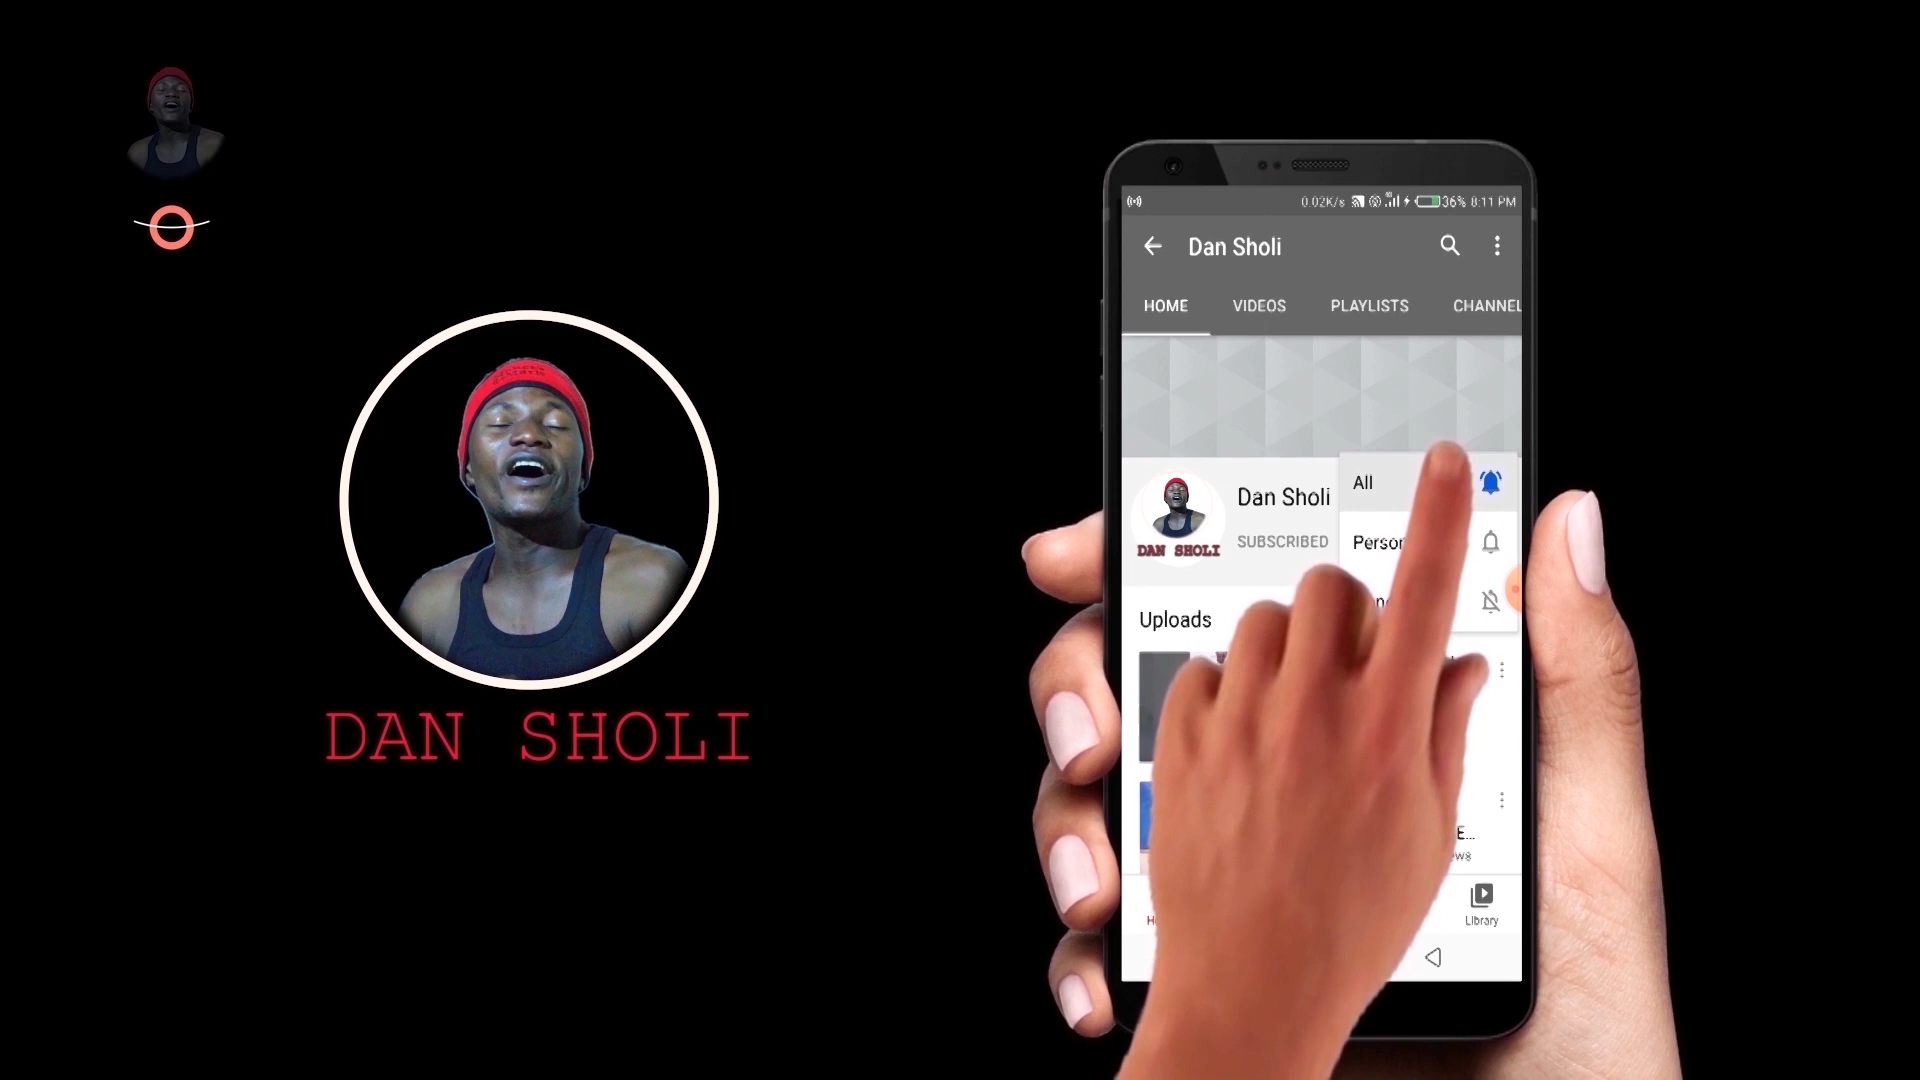 0.02K/s 4G 36% 8:11 PM
Dan Sholi
HOME VIDEOS PLAYLISTS CHANNEL
Dan Sholi
All
SUBSCRIBED
DAN SHOLI
Uploads
DAN SHOLI
E...
Library